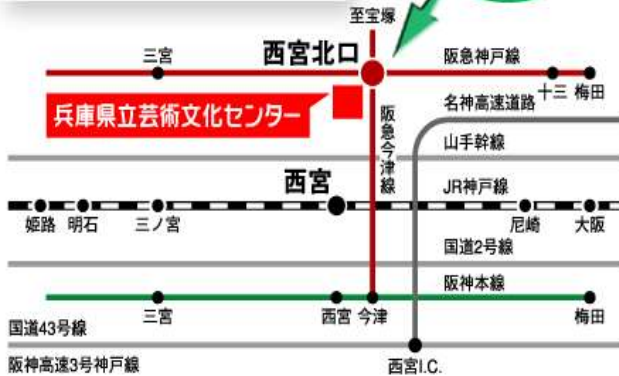 至宝塚
三宮
西宮北口
阪急神戸線
十三
梅田
兵庫県立芸術文化センター
阪急今津線
名神高速道路
山手幹線
西宮
JR神戸線
姫路
明石
三ノ宮
尼崎
大阪
国道2号線
阪神本線
三宮
西宮
今津
梅田
国道43号線
阪神高速3号神戸線
西宮I.C.